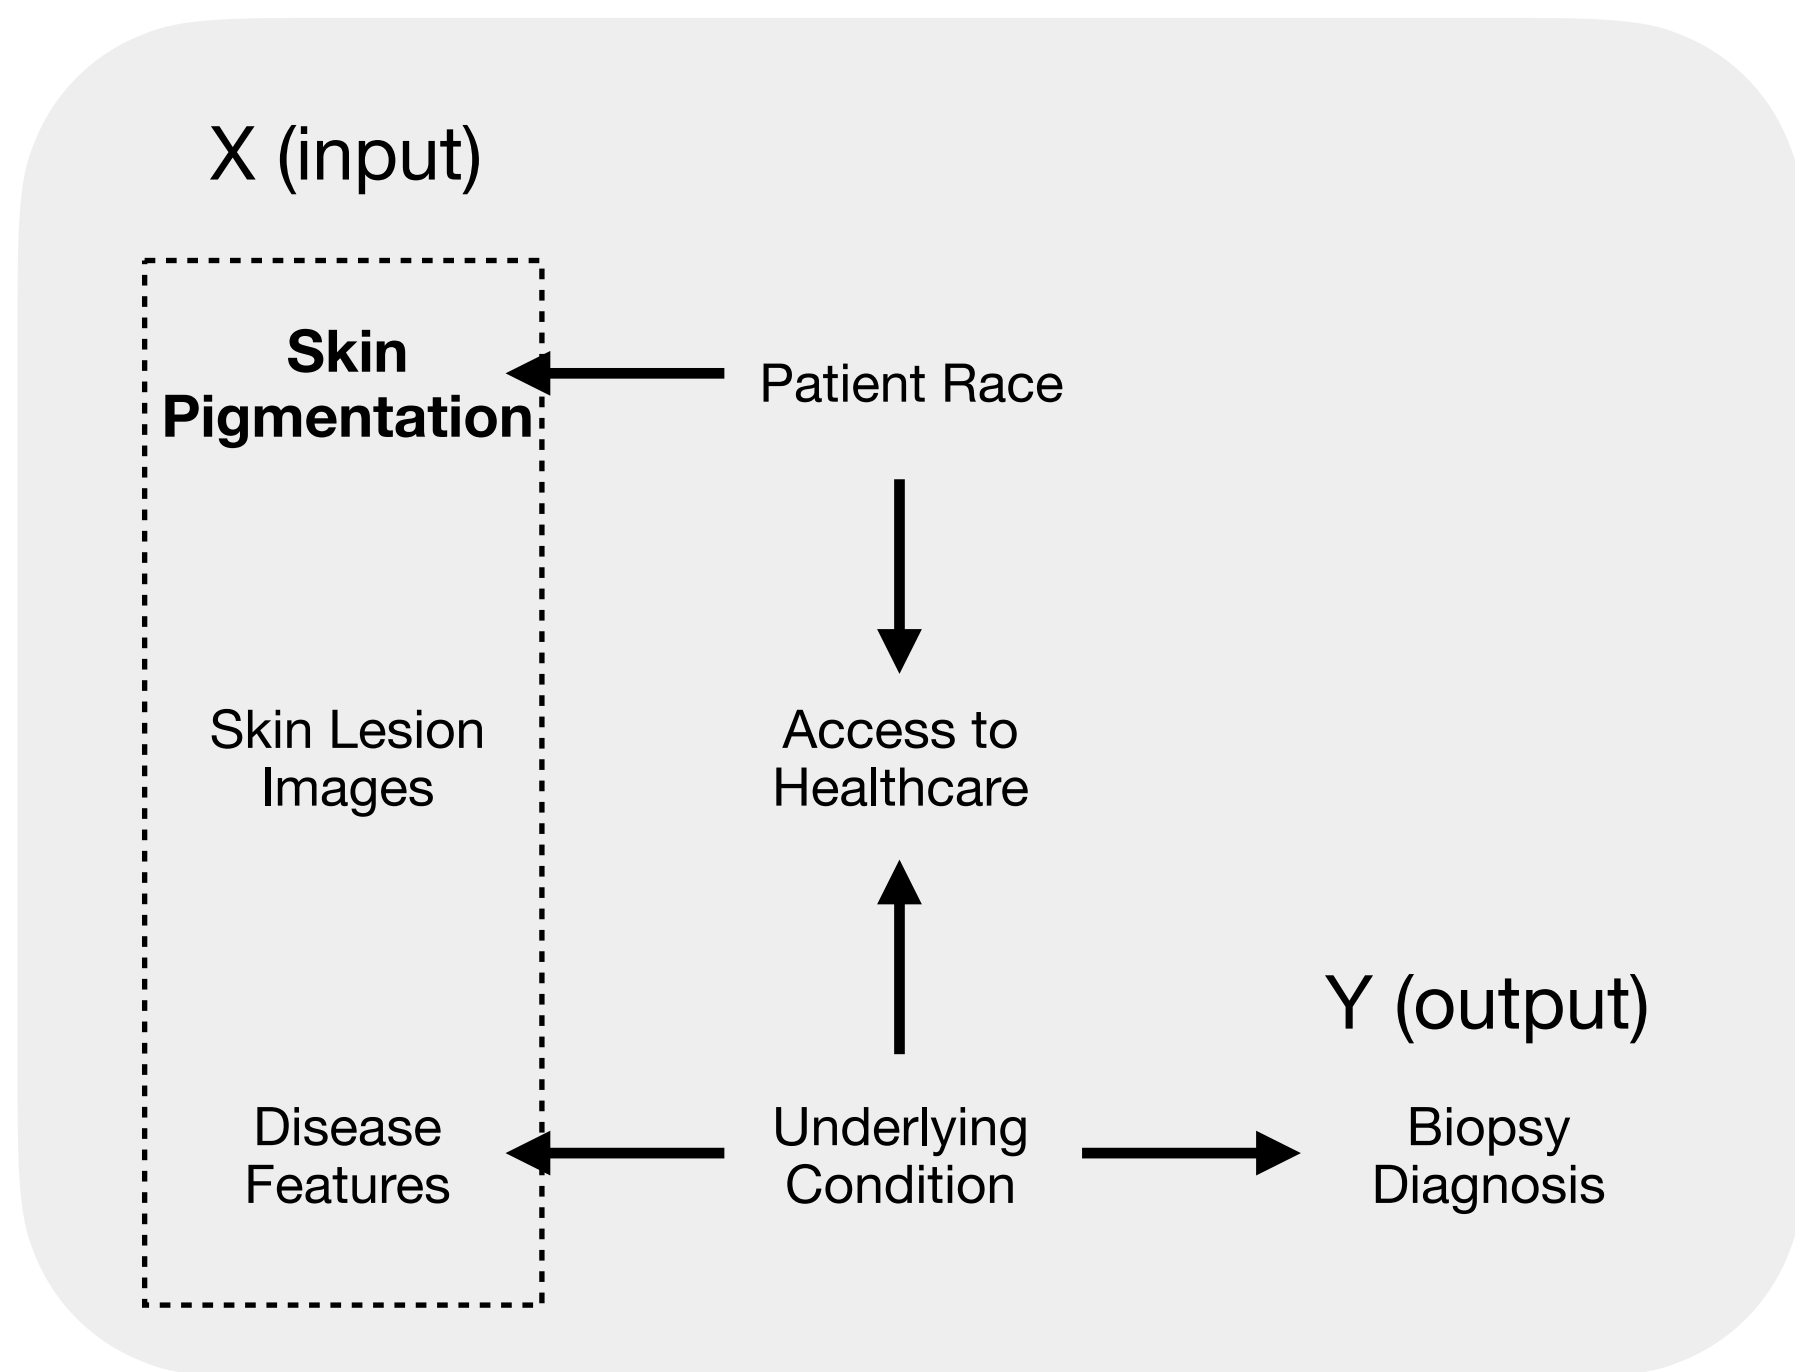 X (input)
Skin
Pigmentation
Patient Race
Skin Lesion
Images
Access to
Healthcare
Y (output)
Disease
Features
Underlying
Condition
Biopsy
Diagnosis